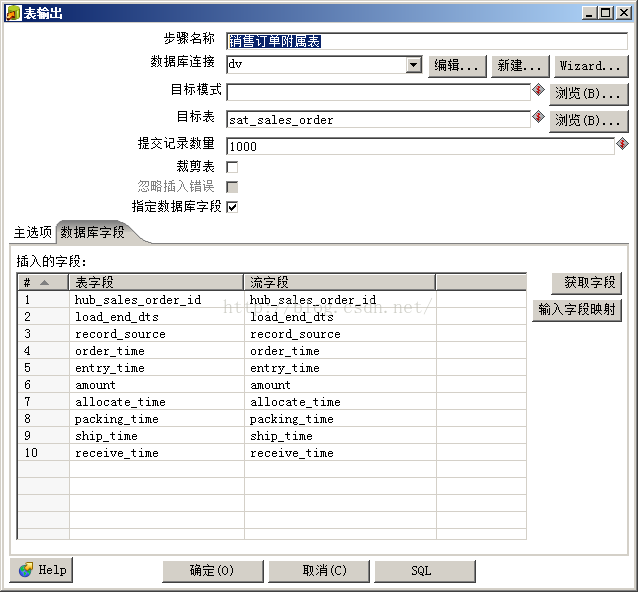 表输出
步骤名称 销售订单附属表
数据库连接 dv 编辑... 新建... Wizard...
目标模式 浏览(B)...
目标表 sat_sales_order 浏览(B)...
提交记录数量 1000
裁剪表
忽略插入错误
指定数据库字段
主选项 数据库字段
插入的字段:
# 表字段 流字段 获取字段
1 hub_sales_order_id hub_sales_order_id
http://blog.csdn.net/
输入字段映射
2 load_end_dts load_end_dts
3 record_source record_source
4 order_time order_time
5 entry_time entry_time
6 amount amount
7 allocate_time allocate_time
8 packing_time packing_time
9 ship_time ship_time
10 receive_time receive_time
Help 确定(O) 取消(C) SQL